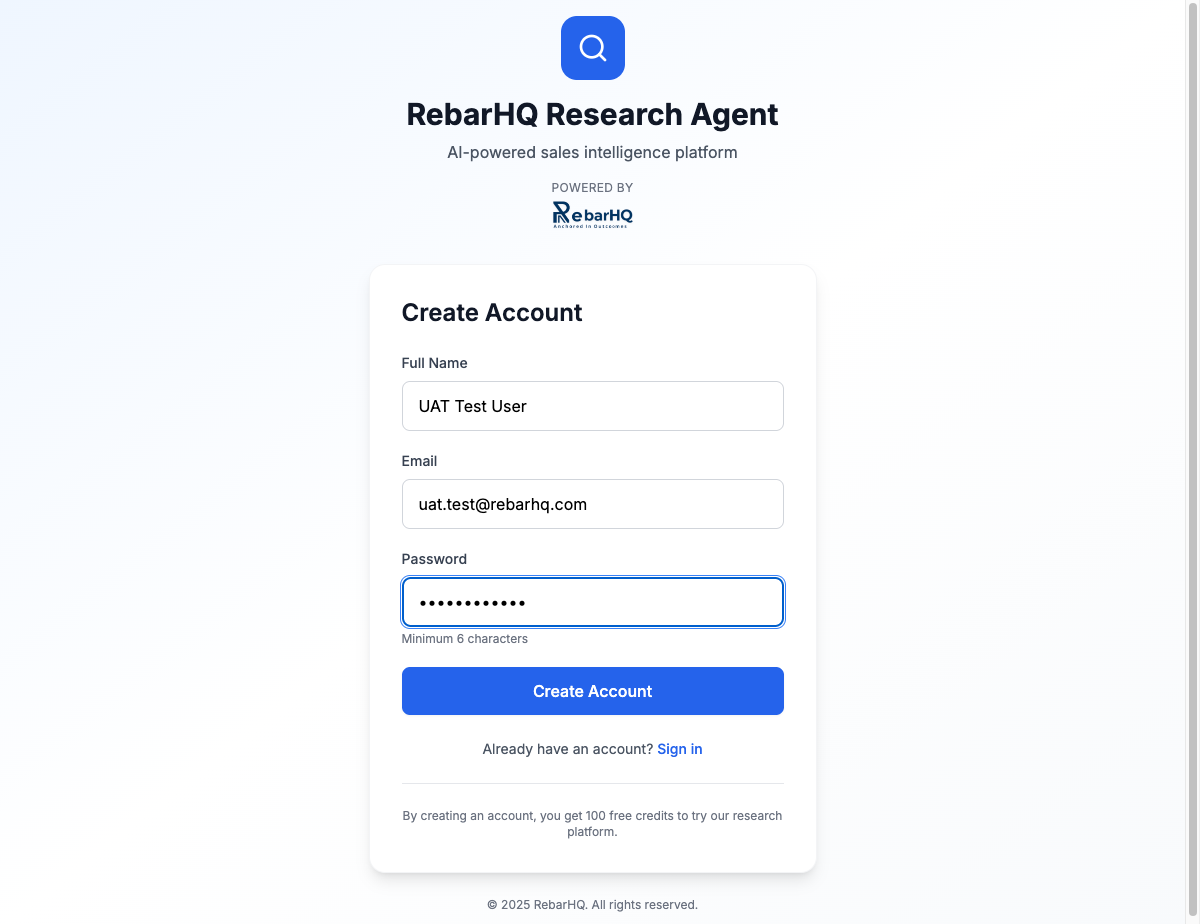 RebarHQ Research Agent
AI-powered sales intelligence platform
POWERED BY
RebarHQ
Anchored in Outcomes
Create Account
Full Name
UAT Test User
Email
uat.test@rebarhq.com
Password
••••••••••••
Minimum 6 characters
Create Account
Already have an account? Sign in
By creating an account, you get 100 free credits to try our research
platform.
© 2025 RebarHQ. All rights reserved.